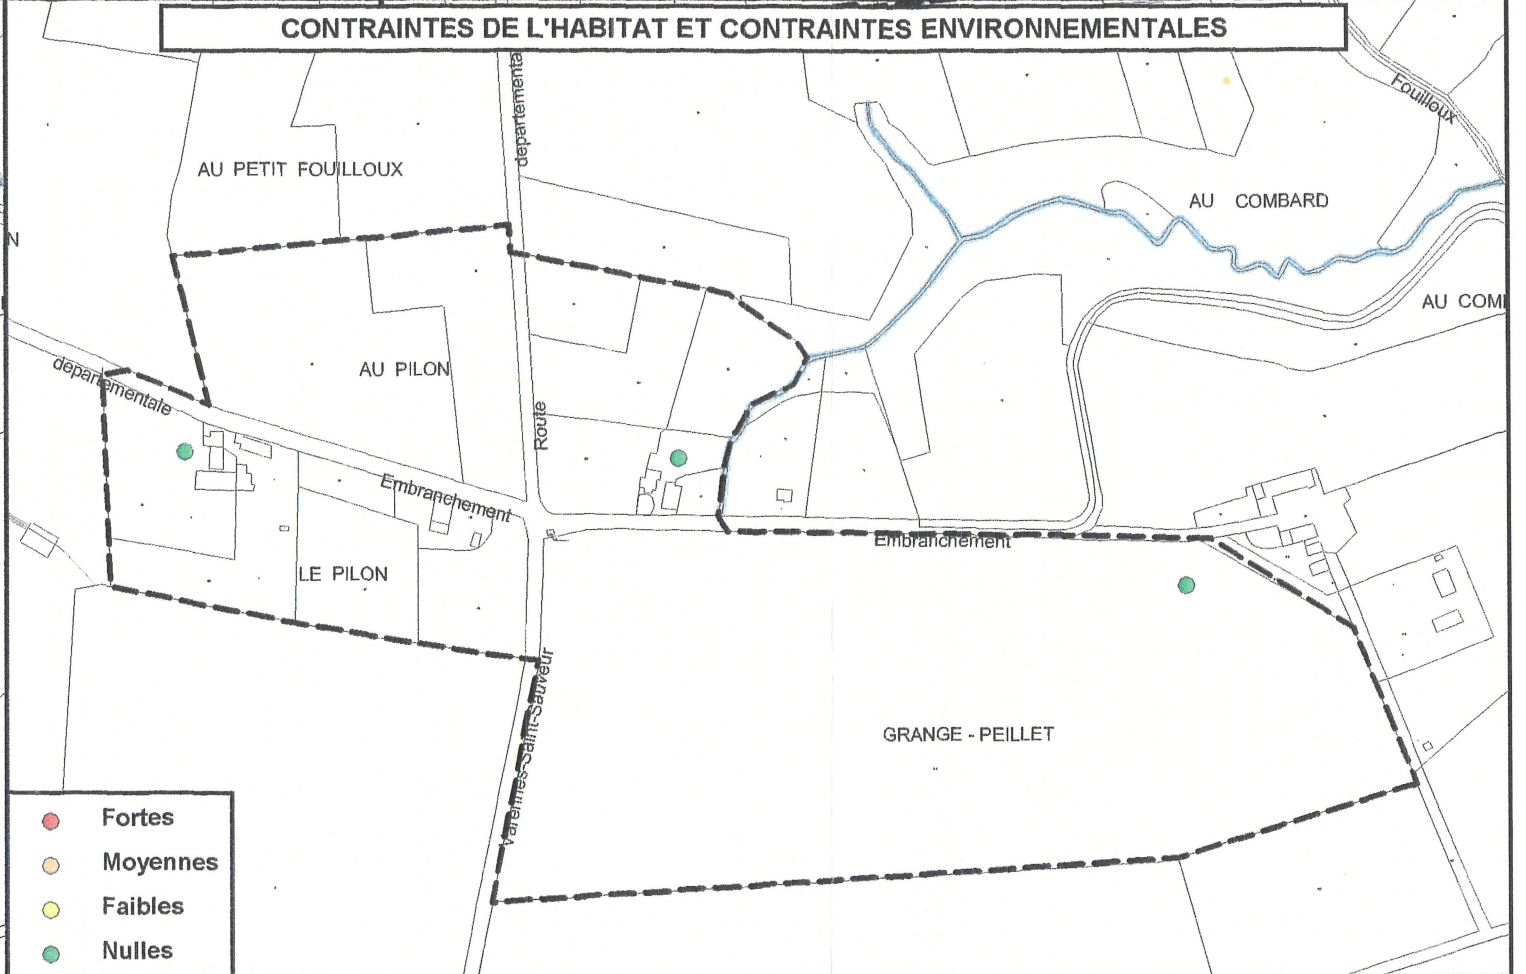 CONTRAINTES DE L'HABITAT ET CONTRAINTES ENVIRONNEMENTALES
departementa
Fouilloux
AU PETIT FOUILLOUX
AU COMBARD
N
AU COM
departementale
AU PILON
Route
Embranchement
Embranchement
LE PILON
Varennes-Saint-Sauveur
GRANGE - PEILLET
Fortes
Moyennes
Faibles
Nulles